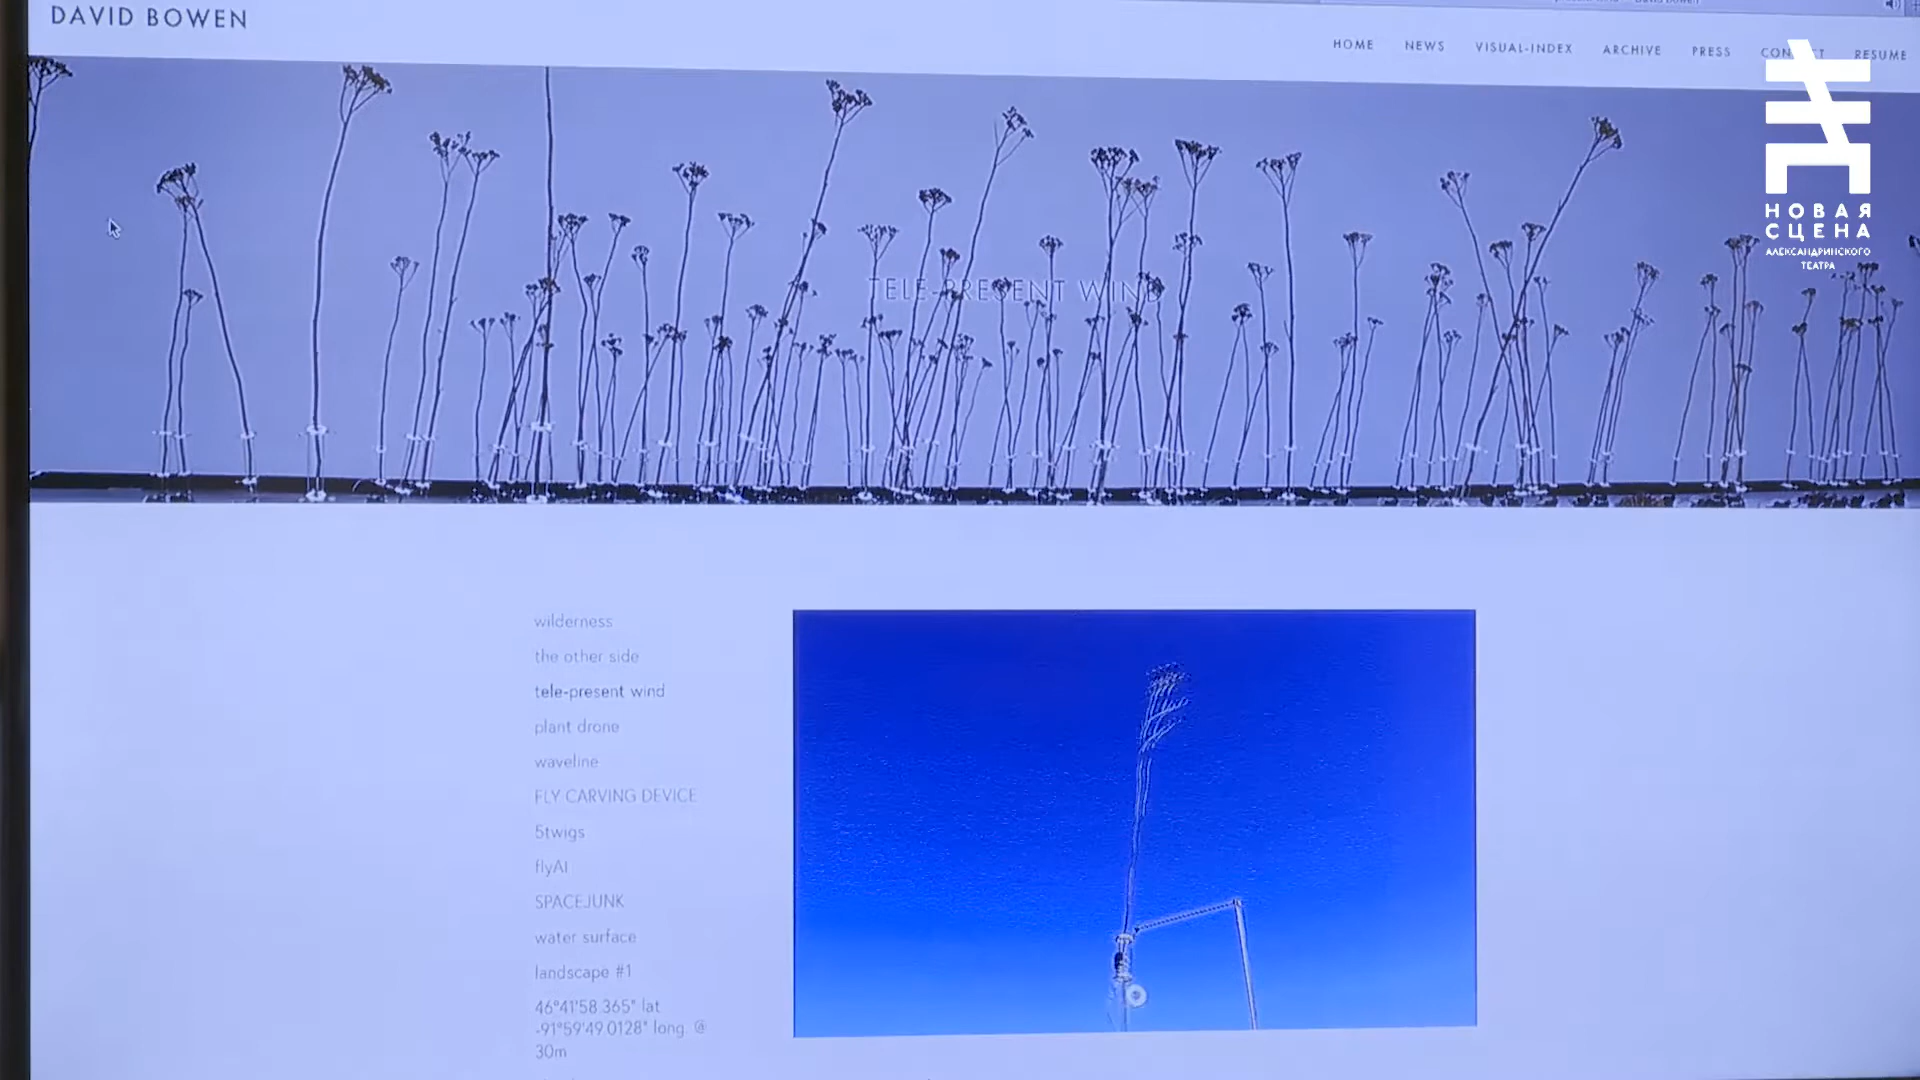 DAVID BOWEN
HOME NEWS VISUAL-INDEX ARCHIVE PRESS RESUME
НОВАЯ
СЦЕНА
АЛЕКСАНДРИНСКОГО
ТЕАТРА
TELE-PRESENT WIND
wilderness
the other side
tele-present wind
plant drone
waveline
FLY CARVING DEVICE
5twigs
flyAI
SPACEJUNK
water surface
landscape #1
46°41'58.365" lat
-91°59'49.0128" long. @
30m